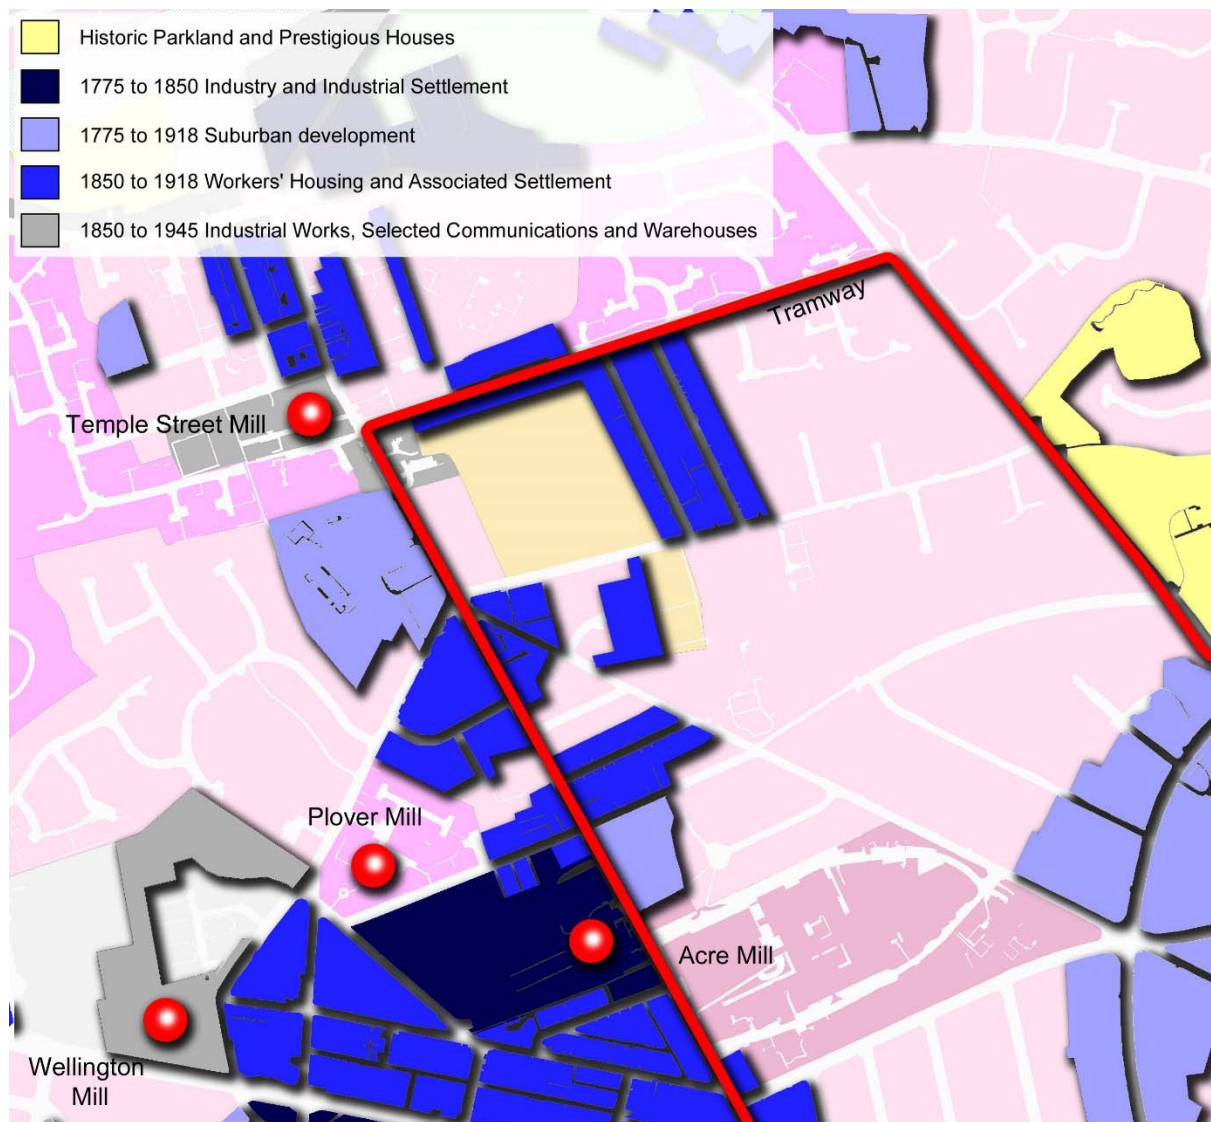 Historic Parkland and Prestigious Houses
1775 to 1850 Industry and Industrial Settlement
1775 to 1918 Suburban development
1850 to 1918 Workers' Housing and Associated Settlement
1850 to 1945 Industrial Works, Selected Communications and Warehouses
Tramway
Temple Street Mill
Plover Mill
Acre Mill
Wellington
Mill